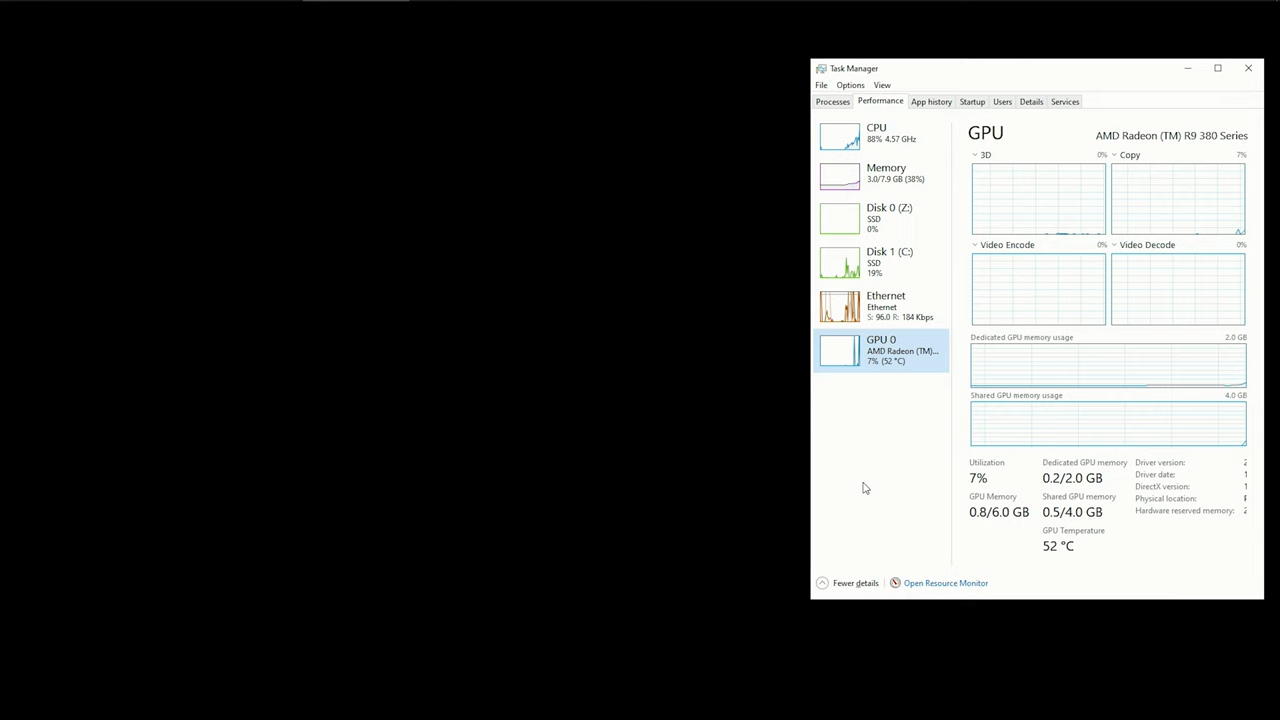 Task Manager
File Options View
Processes Performance App history Startup Users Details Services
CPU
88% 4.57 GHz
Memory
3.0/7.9 GB (38%)
Disk 0 (Z:)
SSD
0%
Disk 1 (C:)
SSD
19%
Ethernet
Ethernet
S: 96.0 R: 184 Kbps
GPU 0
AMD Radeon (TM)...
7% (52 °C)
GPU AMD Radeon (TM) R9 380 Series
3D 0% Copy 7%
Video Encode 0% Video Decode 0%
Dedicated GPU memory usage 2.0 GB
Shared GPU memory usage 4.0 GB
Utilization
7%
GPU Memory
0.8/6.0 GB
Dedicated GPU memory
0.2/2.0 GB
Shared GPU memory
0.5/4.0 GB
GPU Temperature
52 °C
Driver version: 2
Driver date: 1
DirectX version: 1
Physical location:
Hardware reserved memory: 2
Fewer details Open Resource Monitor